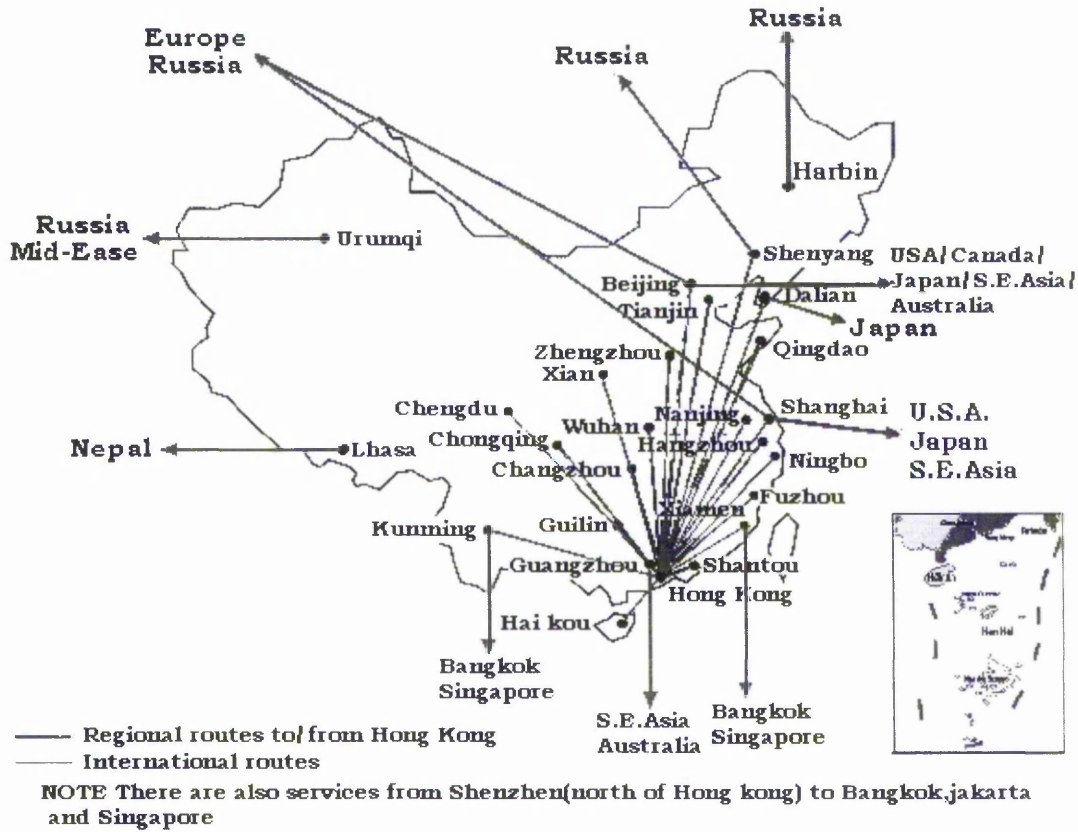 Russia
Europe
Russia
Russia
Harbin
Russia
Mid-Ease
Urumqi
Shenyang
USA/Canada/
Japan/S.E.Asia/
Australia
Beijing
Dalian
Tianjin
Japan
Zhengzhou
Qingdao
Xian
Chengdu
Wuhan
Nanjing
Shanghai
U.S.A.
Japan
S.E.Asia
Nepal
Lhasa
Chongqing
Hangzhou
Ningbo
Changzhou
Fuzhou
Xiamen
Kunming
Guilin
Guangzhou
Shantou
Hong Kong
Hai kou
Bangkok
Singapore
S.E.Asia
Australia
Bangkok
Singapore
Regional routes to/from Hong Kong
International routes
NOTE There are also services from Shenzhen(north of Hong kong) to Bangkok,jakarta
and Singapore